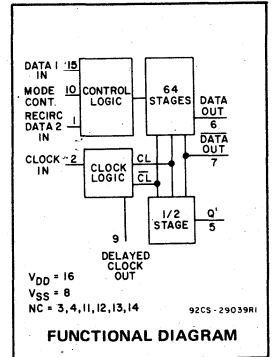 DATA 1 15
IN
MODE 10
CONT.
RECIRC
DATA 2 1
IN
CLOCK 2
IN
CONTROL
LOGIC
64
STAGES
DATA
OUT
6
DATA
OUT
7
CLOCK
LOGIC
CL
CL
1/2
STAGE
Q'
5
9
DELAYED
CLOCK
OUT
VDD = 16
VSS = 8
NC = 3,4,11,12,13,14
92CS-29039R1
FUNCTIONAL DIAGRAM